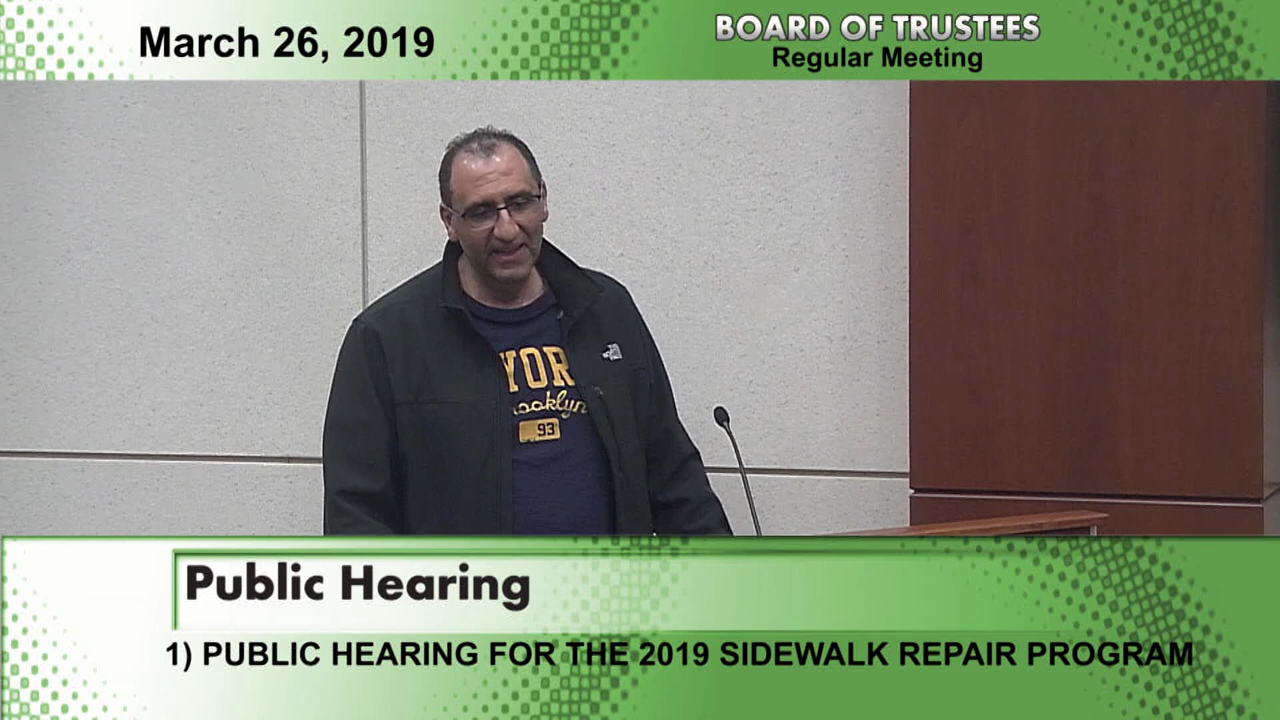 March 26, 2019
BOARD OF TRUSTEES
Regular Meeting
YOR
ooklyn
93
Public Hearing
1) PUBLIC HEARING FOR THE 2019 SIDEWALK REPAIR PROGRAM